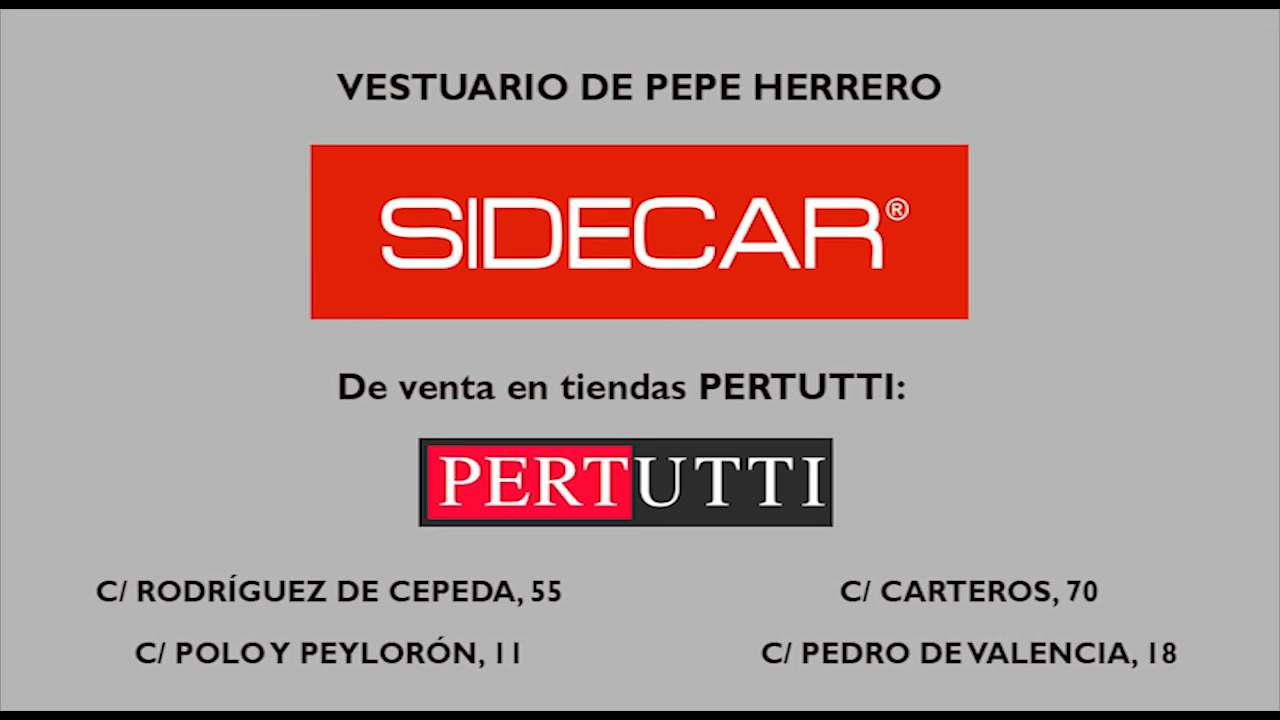 VESTUARIO DE PEPE HERRERO
SIDECAR®
De venta en tiendas PERTUTTI:
PERTUTTI
C/ RODRÍGUEZ DE CEPEDA, 55
C/ CARTEROS, 70
C/ POLO Y PEYLORÓN, 11
C/ PEDRO DE VALENCIA, 18